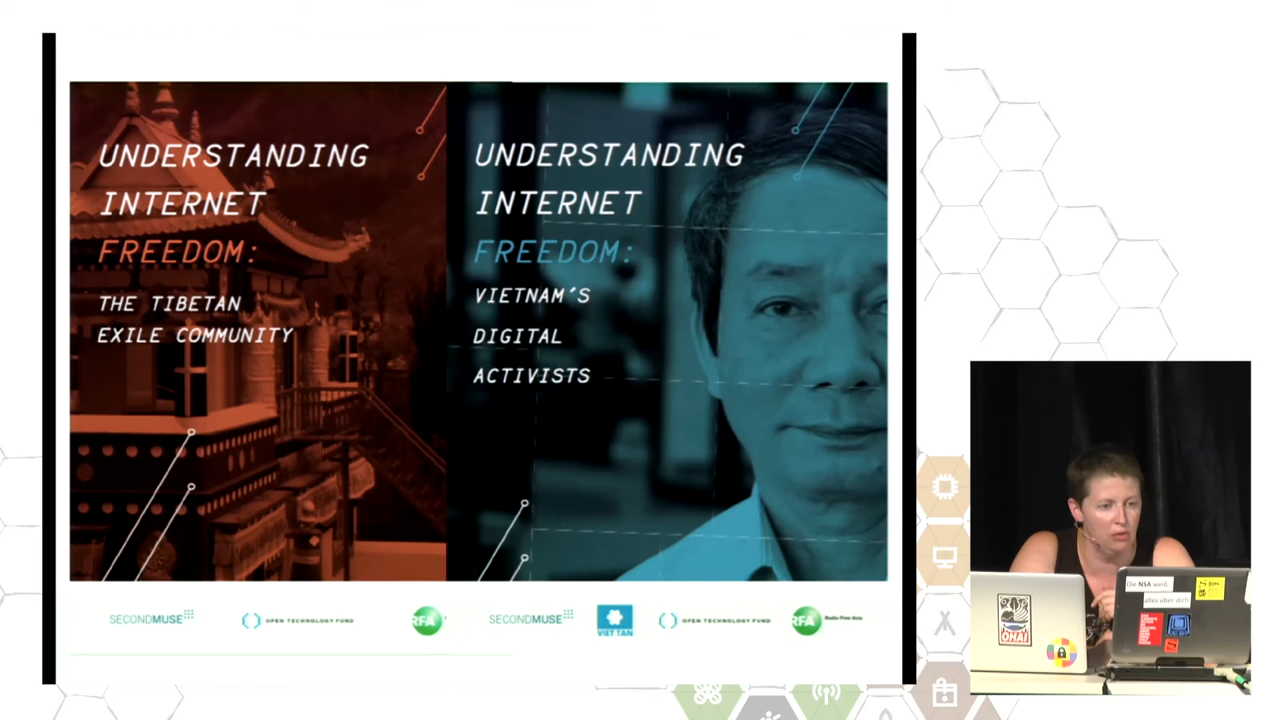 UNDERSTANDING
INTERNET
FREEDOM:
THE TIBETAN
EXILE COMMUNITY
UNDERSTANDING
INTERNET
FREEDOM:
VIETNAM'S
DIGITAL
ACTIVISTS
SECONDMUSE
OPEN TECHNOLOGY FUND
RFA
SECONDMUSE
VIET TAN
OPEN TECHNOLOGY FUND
RFA
Radio Free Asia
Die NSA weiß
alles über dich
OHAI